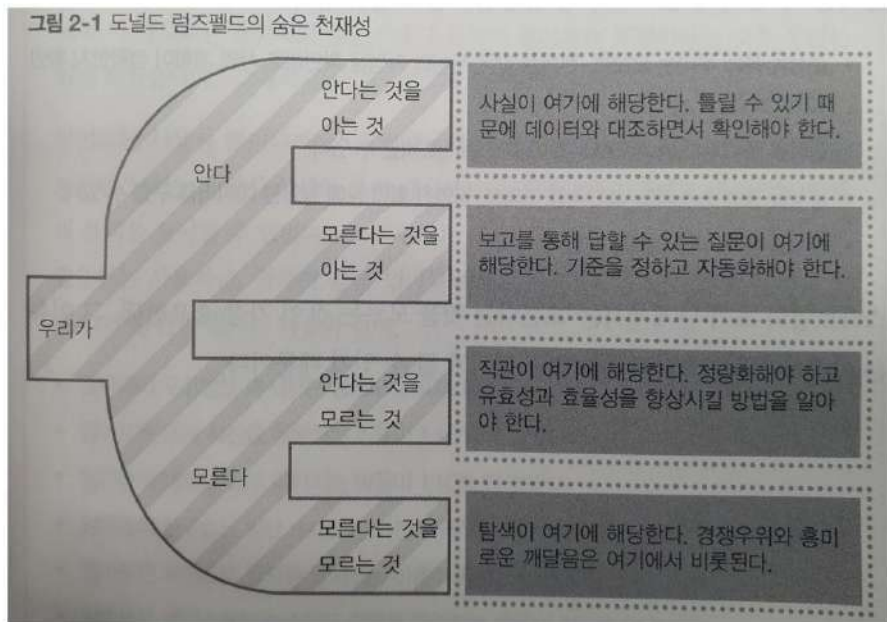 그림 2-1 도널드 럼즈펠드의 숨은 천재성
우리가
안다
안다는 것을
아는 것
사실이 여기에 해당한다. 틀릴 수 있기 때
문에 데이터와 대조하면서 확인해야 한다.
모른다는 것을
아는 것
보고를 통해 답할 수 있는 질문이 여기에
해당한다. 기준을 정하고 자동화해야 한다.
모른다
안다는 것을
모르는 것
직관이 여기에 해당한다. 정량화해야 하고
유효성과 효율성을 향상시킬 방법을 알아
야 한다.
모른다는 것을
모르는 것
탐색이 여기에 해당한다. 경쟁우위와 흥미
로운 깨달음은 여기에서 비롯된다.